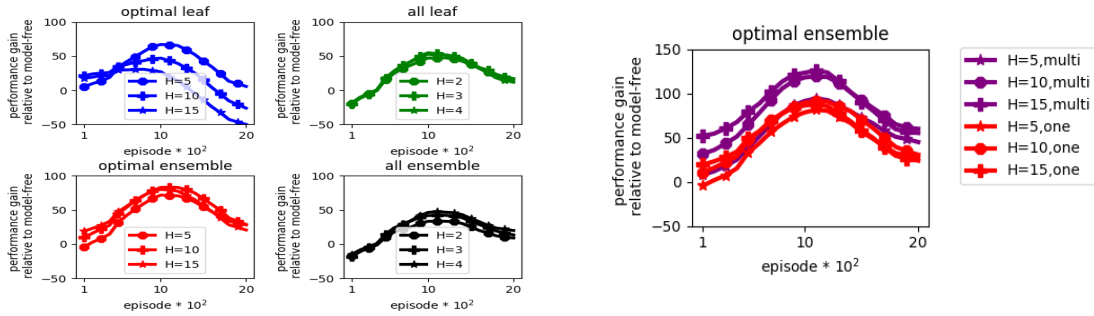 optimal leaf
performance gain
relative to model-free
100
50
0
−50
H=5
H=10
H=15
1
10
20
all leaf
100
50
0
−50
H=2
H=3
H=4
1
10
20
optimal ensemble
performance gain
relative to model-free
100
50
0
−50
H=5
H=10
H=15
1
10
20
episode * 10²
all ensemble
100
50
0
−50
H=2
H=3
H=4
1
10
20
episode * 10²
optimal ensemble
performance gain
relative to model-free
150
100
50
0
−50
1
10
20
episode * 10²
H=5,multi
H=10,multi
H=15,multi
H=5,one
H=10,one
H=15,one